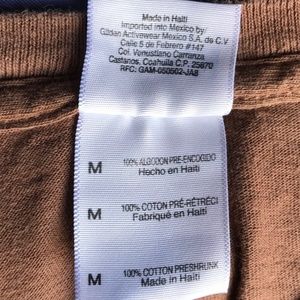 Made in Haiti
Imported into Mexico by:
Gildan Activewear Mexico S.A. de C.V
Calle 5 de Febrero #147
Col. Venustiano Carranza
Castanos, Coahuila C.P. 25870
RFC: GAM-050502-JA8
M
100% ALGODON PRE-ENCOGIDO
Hecho en Haití
M
100% COTON PRÉ-RÉTRÉCI
Fabriqué en Haïti
M
100% COTTON PRESHRUNK
Made in Haiti